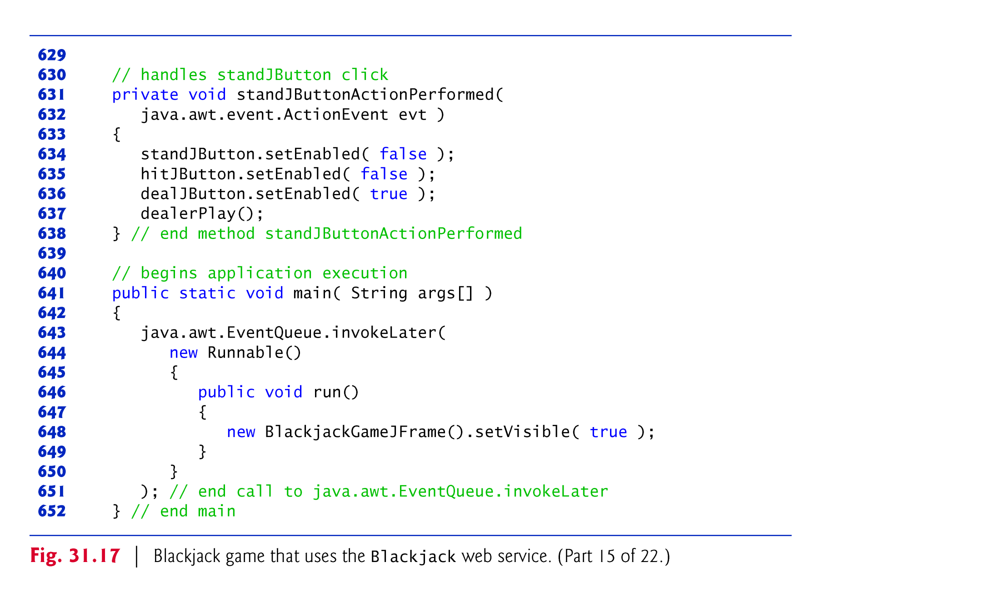 629
630 // handles standJButton click
631 private void standJButtonActionPerformed(
632 java.awt.event.ActionEvent evt )
633 {
634 standJButton.setEnabled( false );
635 hitJButton.setEnabled( false );
636 dealJButton.setEnabled( true );
637 dealerPlay();
638 } // end method standJButtonActionPerformed
639
640 // begins application execution
641 public static void main( String args[] )
642 {
643 java.awt.EventQueue.invokeLater(
644 new Runnable()
645 {
646 public void run()
647 {
648 new BlackjackGameJFrame().setVisible( true );
649 }
650 }
651 ); // end call to java.awt.EventQueue.invokeLater
652 } // end main
Fig. 31.17 | Blackjack game that uses the Blackjack web service. (Part 15 of 22.)